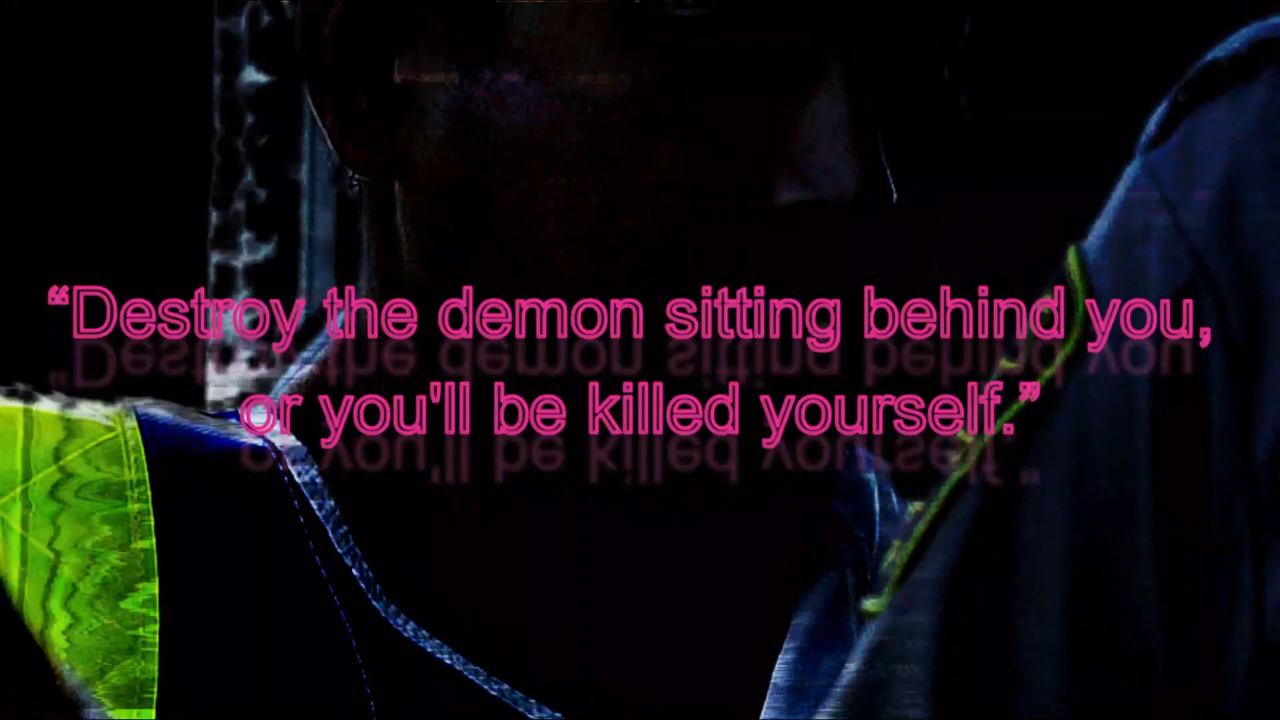 “Destroy the demon sitting behind you,
or you'll be killed yourself.”